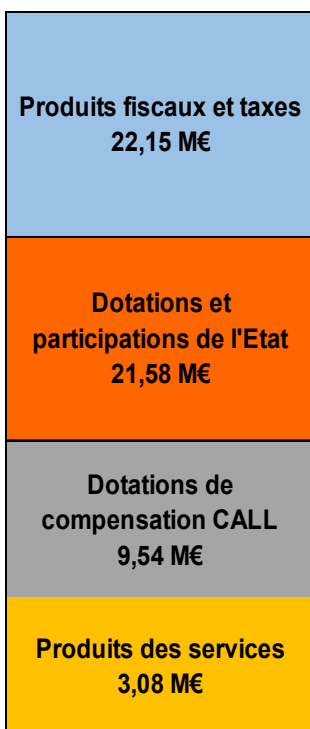 Produits fiscaux et taxes
22,15 M€
Dotations et
participations de l'Etat
21,58 M€
Dotations de
compensation CALL
9,54 M€
Produits des services
3,08 M€